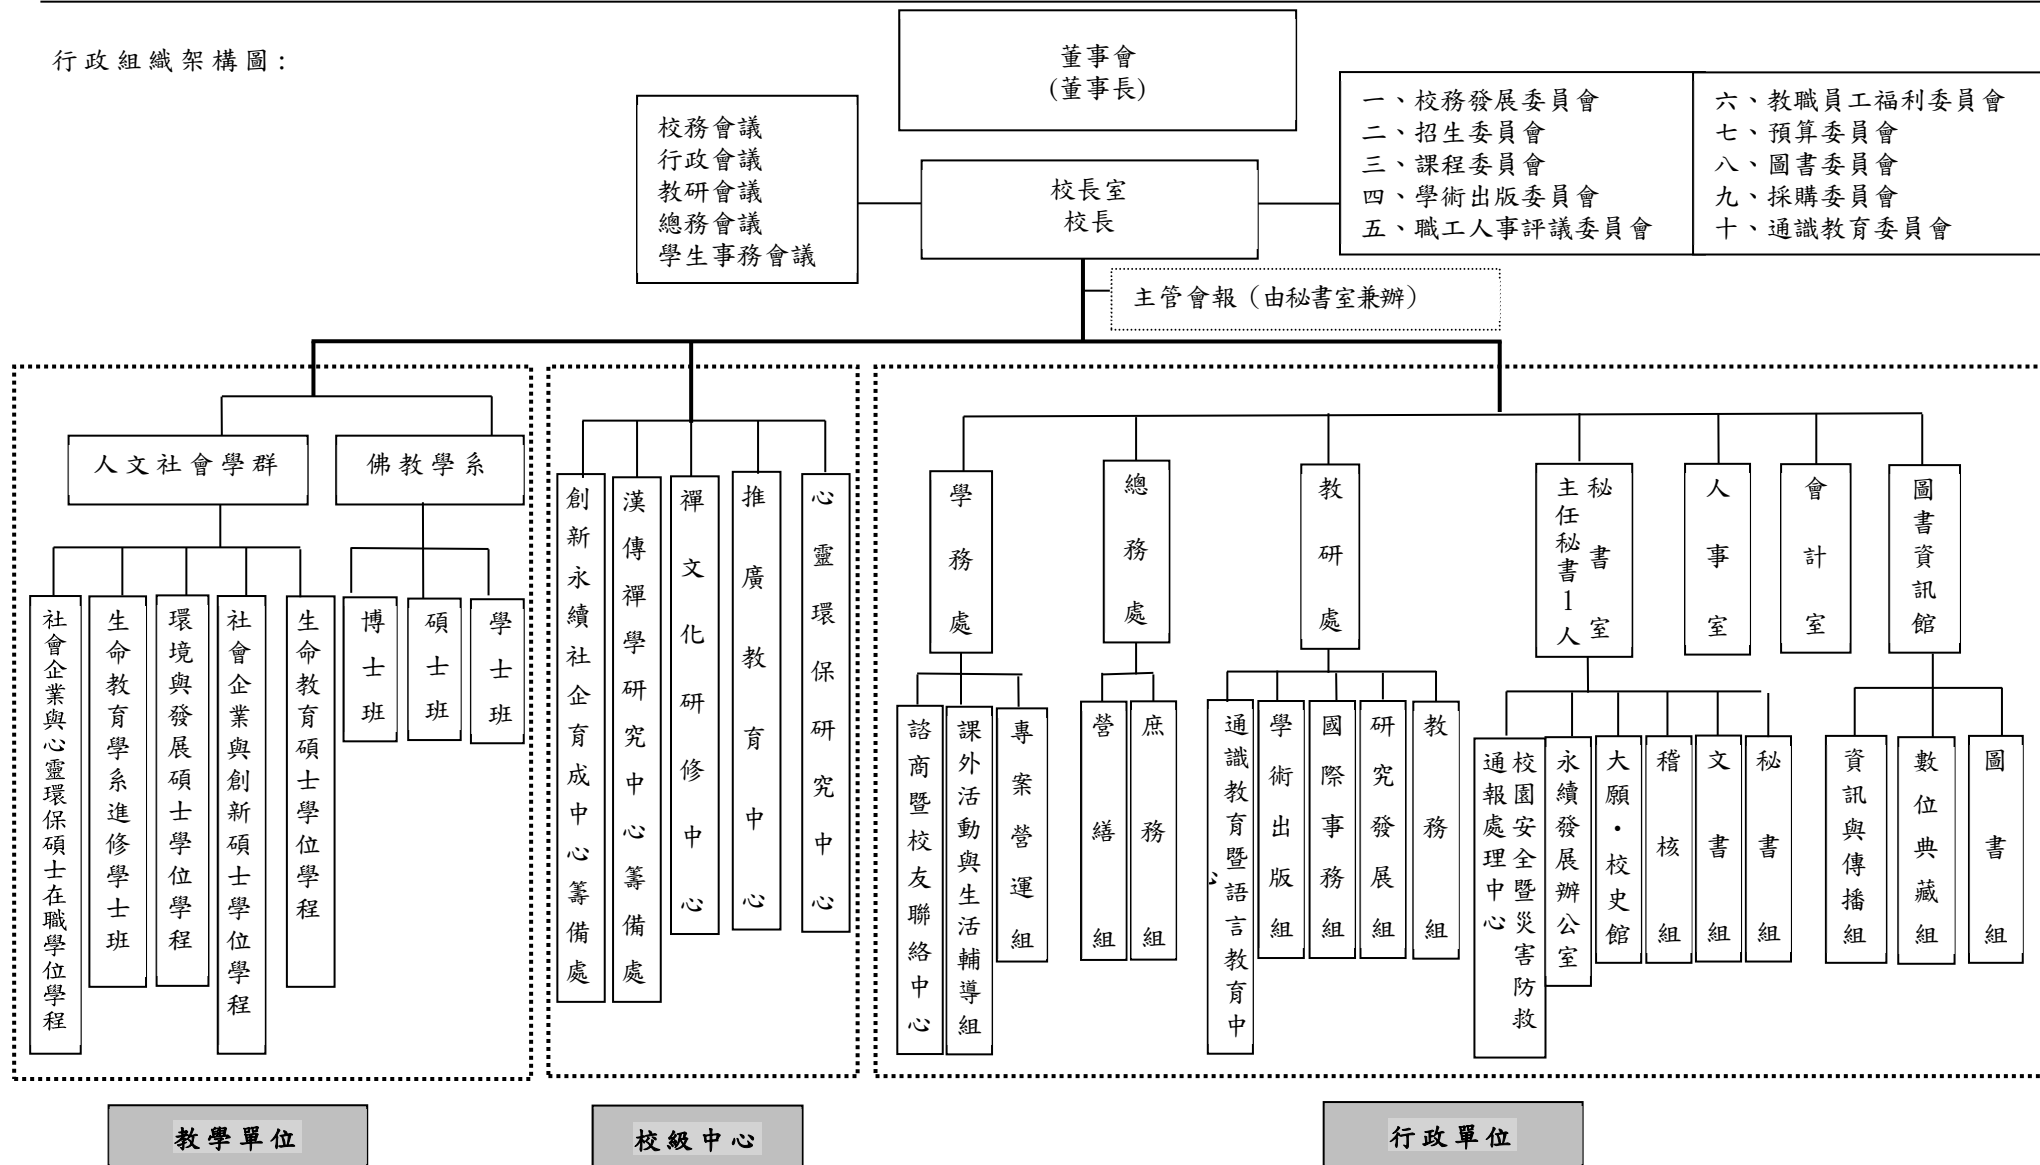 行政組織架構圖：
董事會
(董事長)
校務會議
行政會議
教研會議
總務會議
學生事務會議
校長室
校長
一、校務發展委員會
二、招生委員會
三、課程委員會
四、學術出版委員會
五、職工人事評議委員會
六、教職員工福利委員會
七、預算委員會
八、圖書委員會
九、採購委員會
十、通識教育委員會
主管會報（由秘書室兼辦）
人文社會學群
佛教學系
社會企業與心靈環保碩士在職學位學程
生命教育學系進修學士班
環境與發展碩士學位學程
社會企業與創新碩士學位學程
生命教育碩士學位學程
博士班
碩士班
學士班
創新永續社企育成中心籌備處
漢傳禪學研究中心籌備處
禪文化研修中心
推廣教育中心
心靈環保研究中心
學務處
總務處
教研處
秘書室
主任秘書1人
人事室
會計室
圖書資訊館
諮商暨校友聯絡中心
課外活動與生活輔導組
專案營運組
營繕組
庶務組
通識教育暨語言教育中
心
學術出版組
國際事務組
研究發展組
教務組
校園安全暨災害防救
通報處理中心
永續發展辦公室
大願・校史館
稽核組
文書組
秘書組
資訊與傳播組
數位典藏組
圖書組
教學單位
校級中心
行政單位